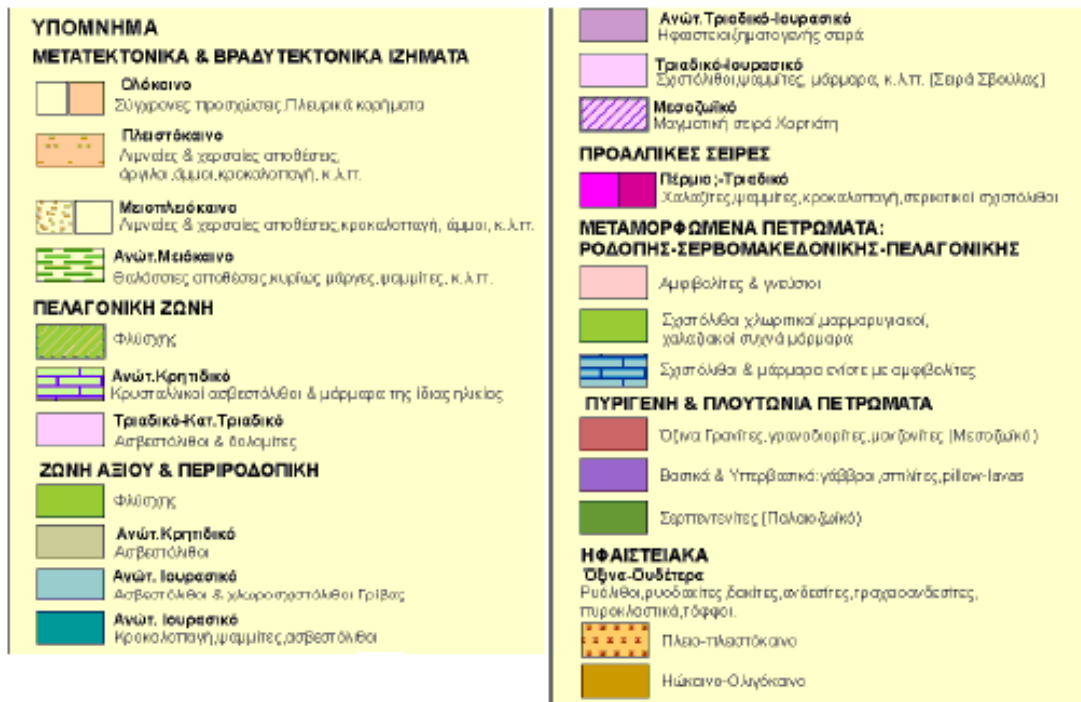 ΥΠΟΜΝΗΜΑ
ΜΕΤΑΤΕΚΤΟΝΙΚΑ & ΒΡΑΔΥΤΕΚΤΟΝΙΚΑ ΙΖΗΜΑΤΑ
Ολόκαινο
Σύγχρονες προσχώσεις.Πλευρικά κορήματα
Πλειστόκαινο
Λιμναίες & χερσαίες αποθέσεις,
άργιλοι,άμμοι,κροκαλοπαγή, κ.λ.π.
Μειοπλειόκαινο
Λιμναίες & χερσαίες αποθέσεις,κροκαλοπαγή, άμμοι, κ.λ.π.
Ανώτ.Μειόκαινο
Θαλάσσιες αποθέσεις,κυρίως μάργες,ψαμμίτες, κ.λ.π.
ΠΕΛΑΓΟΝΙΚΗ ΖΩΝΗ
Φλύσχης
Ανώτ.Κρητιδικό
Κρυσταλλικοί ασβεστόλιθοι & μάρμαρα της ίδιας ηλικίας
Τριαδικό-Κατ.Τριαδικό
Ασβεστόλιθοι & δολομίτες
ΖΩΝΗ ΑΞΙΟΥ & ΠΕΡΙΡΟΔΟΠΙΚΗ
Φλύσχης
Ανώτ.Κρητιδικό
Ασβεστόλιθοι
Ανώτ. Ιουρασικό
Ασβεστόλιθοι & χλωροσχιστόλιθοι Γρίβας
Ανώτ. Ιουρασικό
Κροκαλοπαγή,ψαμμίτες,ασβεστόλιθοι
Ανώτ.Τριαδικό-Ιουρασικό
Ηφαιστειοιζηματογενής σειρά
Τριαδικό-Ιουρασικό
Σχιστόλιθοι,ψαμμίτες, μάρμαρα, κ.λ.π. (Σειρά Σβούλας)
Μεσοζωϊκό
Μαγματική σειρά Χορτιάτη
ΠΡΟΑΛΠΙΚΕΣ ΣΕΙΡΕΣ
Πέρμιο;-Τριαδικό
Χαλαζίτες,ψαμμίτες,κροκαλοπαγή,σερικιτικοί σχιστόλιθοι
ΜΕΤΑΜΟΡΦΩΜΕΝΑ ΠΕΤΡΩΜΑΤΑ:
ΡΟΔΟΠΗΣ-ΣΕΡΒΟΜΑΚΕΔΟΝΙΚΗΣ-ΠΕΛΑΓΟΝΙΚΗΣ
Αμφιβολίτες & γνεύσιοι
Σχιστόλιθοι χλωριτικοί,μαρμαρυγιακοί,
χαλαζιακοί συχνά μάρμαρα
Σχιστόλιθοι & μάρμαρα ενίοτε με αμφιβολίτες
ΠΥΡΙΓΕΝΗ & ΠΛΟΥΤΩΝΙΑ ΠΕΤΡΩΜΑΤΑ
Όξινα:Γρανίτες,γρανοδιορίτες,μονζονίτες (Μεσοζωϊκό)
Βασικά & Υπερβασικά:γάββροι,σπιλίτες,pillow-lavas
Σερπεντενίτες (Παλαιοζωϊκό)
ΗΦΑΙΣΤΕΙΑΚΑ
Όξινα-Ουδέτερα
Ρυόλιθοι,ρυοδακίτες,δακίτες,ανδεσίτες,τραχειοανδεσίτες,
πυροκλαστικά,τόφφοι.
Πλειο-πλειστόκαινο
Ηώκαινο-Ολιγόκαινο